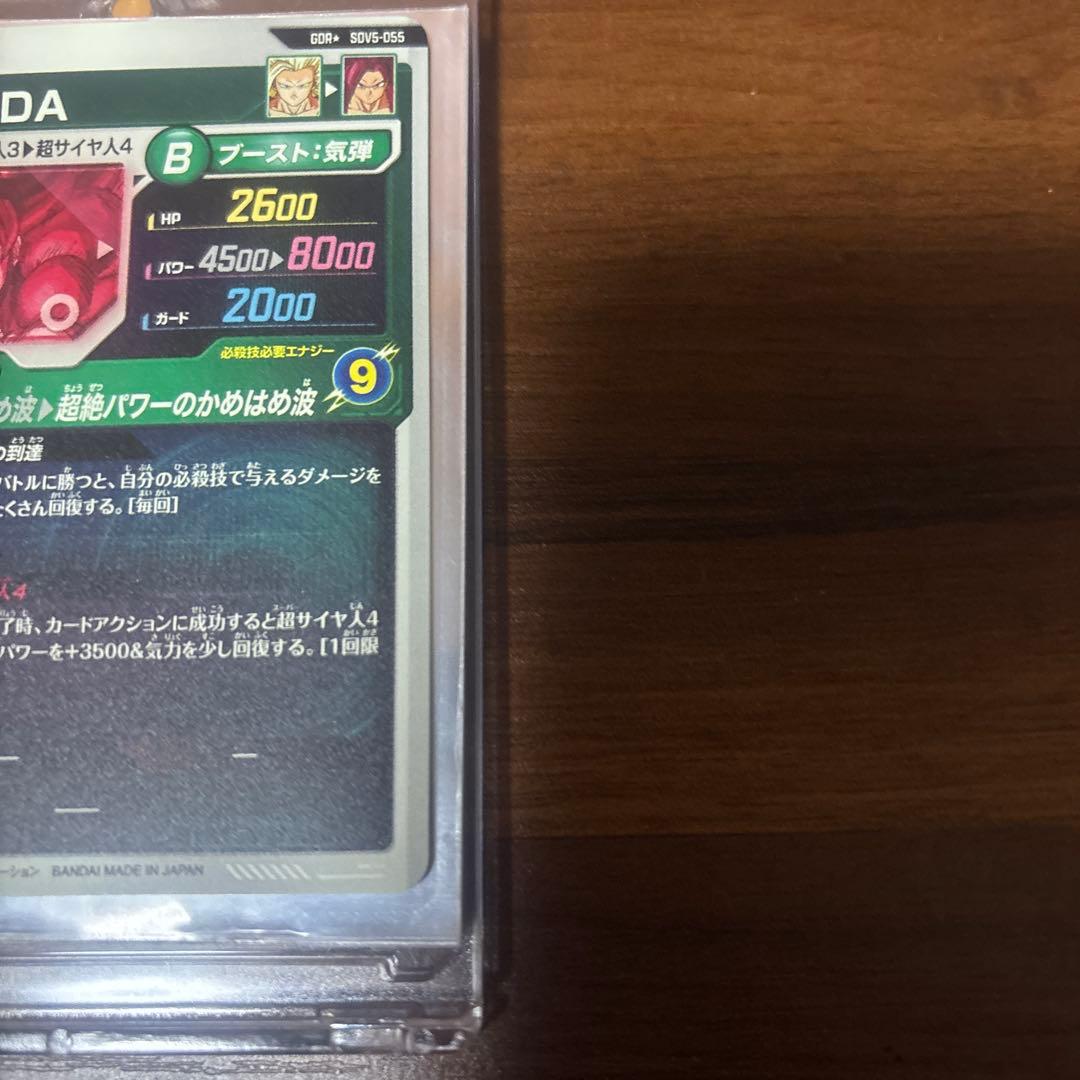 GDR★ SDV5-055
DA
人3▶超サイヤ人4
B ブースト:気弾
HP 2600
パワー 4500▶8000
ガード 2000
必殺技必要エナジー
9
め波▶超絶パワーのかめはめ波
の到達
バトルに勝つと、自分の必殺技で与えるダメージを
たくさん回復する。[毎回]
人4
了時、カードアクションに成功すると超サイヤ人4
パワーを+3500&気力を少し回復する。[1回限
ーション BANDAI MADE IN JAPAN